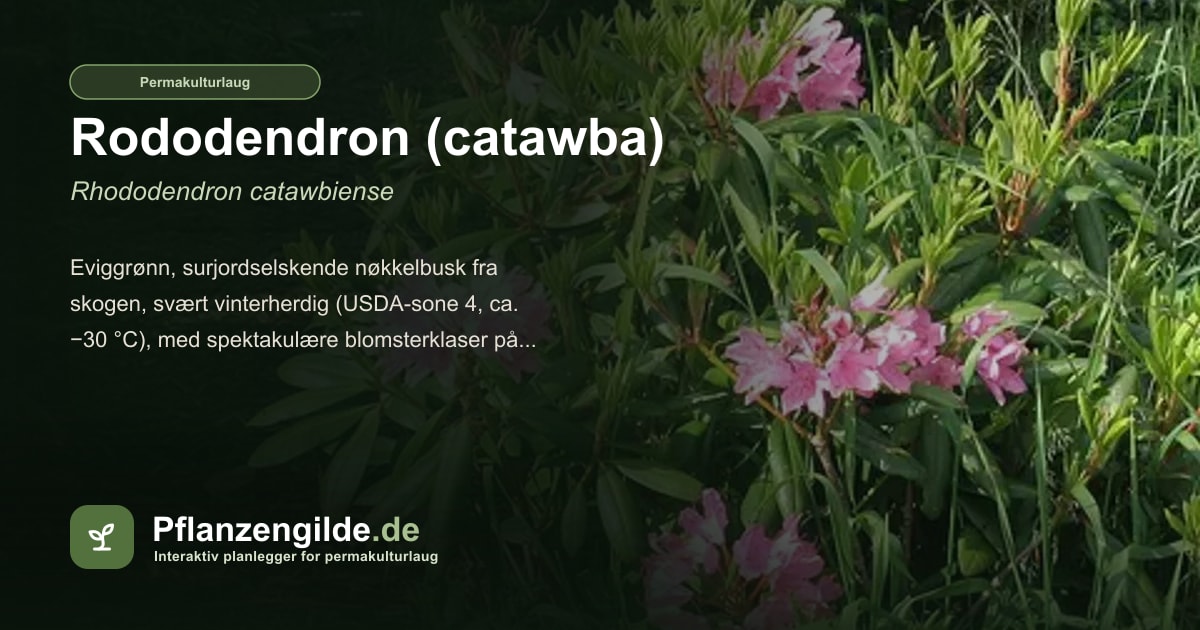 Permakulturlaug
Rododendron (catawba)
Rhododendron catawbiense
Eviggrønn, surjordselskende nøkkelbusk fra
skogen, svært vinterherdig (USDA-sone 4, ca.
−30 °C), med spektakulære blomsterklaser på...
Pflanzengilde.de
Interaktiv planlegger for permakulturlaug